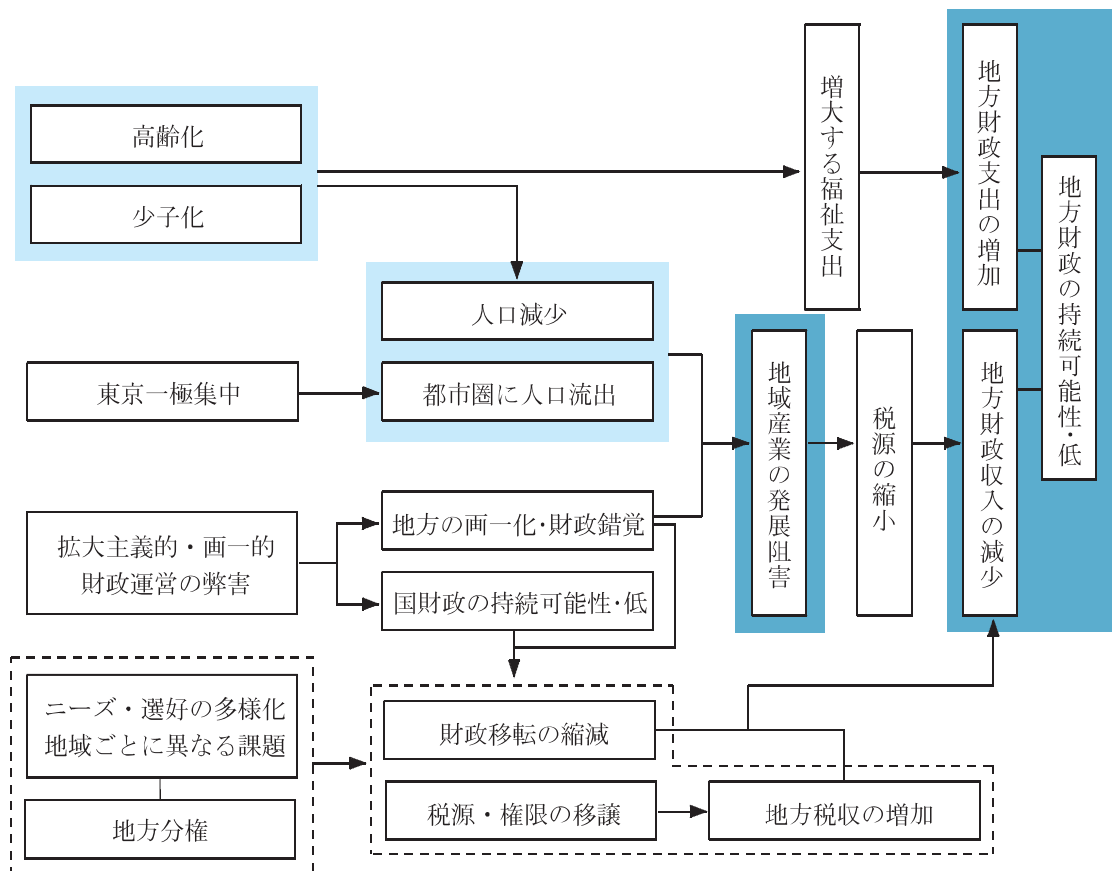 高齢化
少子化
増大する福祉支出
地方財政支出の増加
地方財政の持続可能性・低
人口減少
東京一極集中
都市圏に人口流出
地域産業の発展阻害
税源の縮小
地方財政収入の減少
拡大主義的・画一的
財政運営の弊害
地方の画一化・財政錯覚
国財政の持続可能性・低
ニーズ・選好の多様化
地域ごとに異なる課題
地方分権
財政移転の縮減
税源・権限の移譲
地方税収の増加